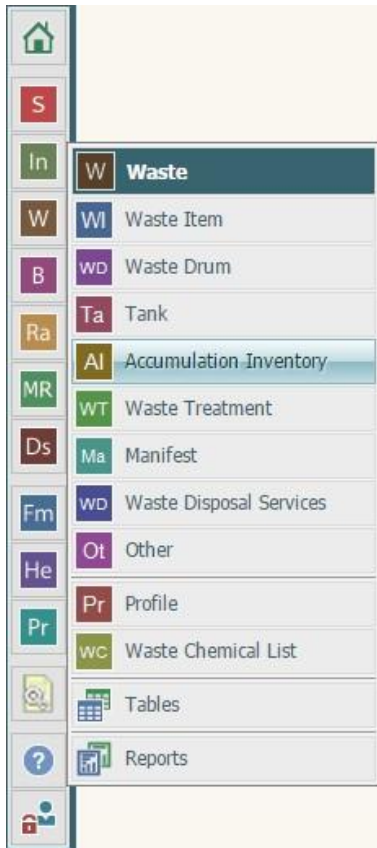 S
In
W
B
Ra
MR
Ds
Fm
He
Pr
?
W Waste
WI Waste Item
WD Waste Drum
Ta Tank
AI Accumulation Inventory
WT Waste Treatment
Ma Manifest
WD Waste Disposal Services
Ot Other
Pr Profile
WC Waste Chemical List
Tables
Reports